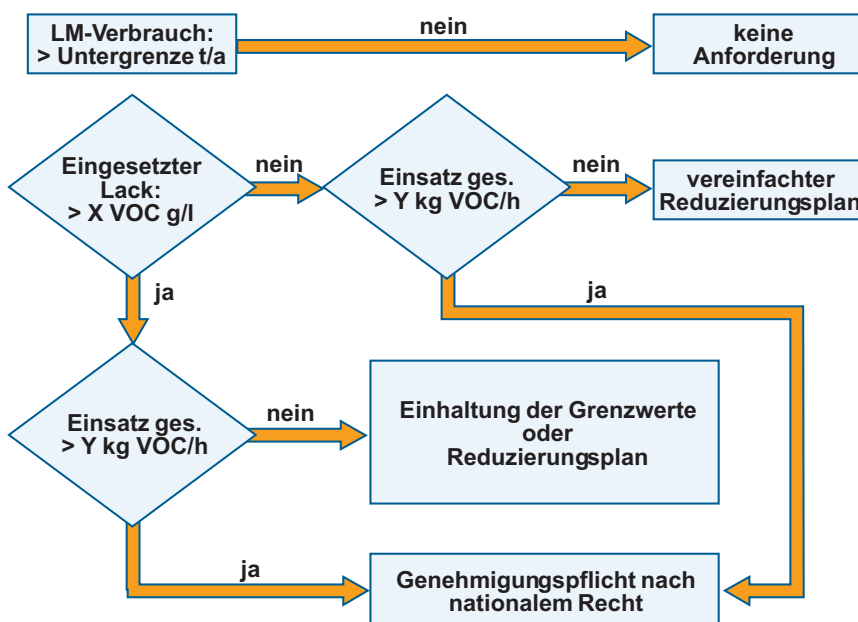 LM-Verbrauch:
> Untergrenze t/a
nein
keine
Anforderung
Eingesetzter
Lack:
> X VOC g/l
nein
Einsatz ges.
> Y kg VOC/h
nein
vereinfachter
Reduzierungsplan
ja
ja
Einsatz ges.
> Y kg VOC/h
nein
Einhaltung der Grenzwerte
oder
Reduzierungsplan
ja
Genehmigungspflicht nach
nationalem Recht